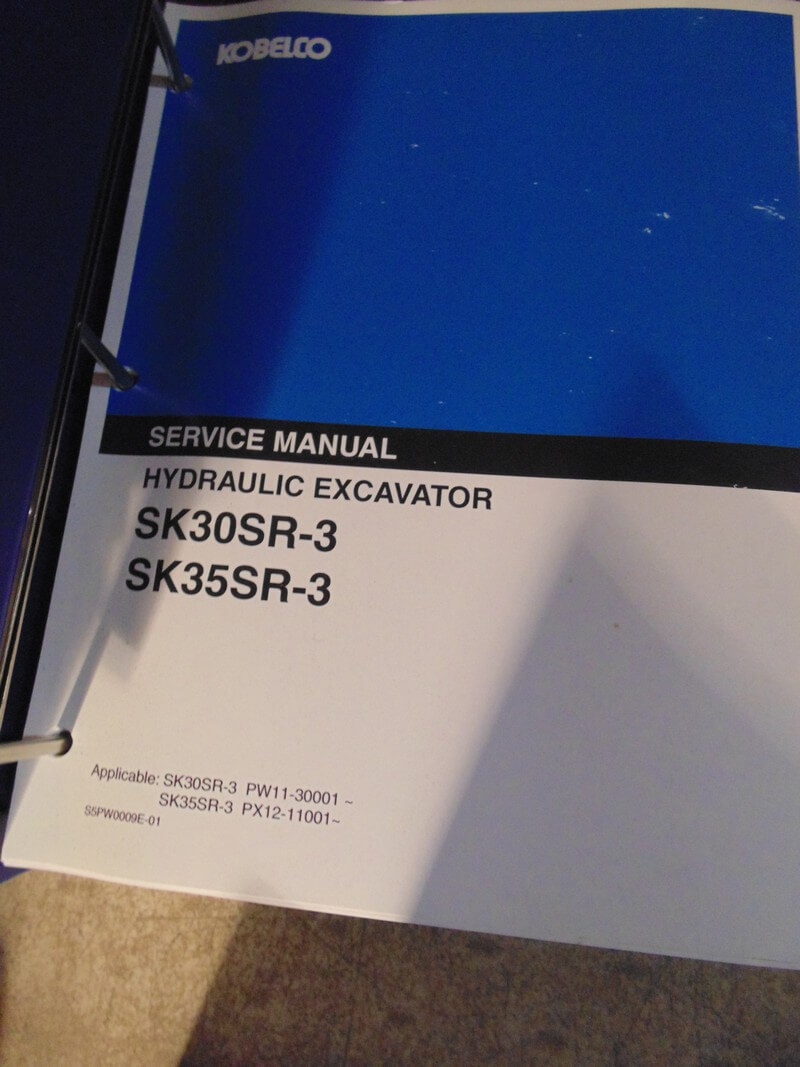 KOBELCO
SERVICE MANUAL
HYDRAULIC EXCAVATOR
SK30SR-3
SK35SR-3
Applicable: SK30SR-3 PW11-30001 ~
SK35SR-3 PX12-11001~
S5PW0009E-01